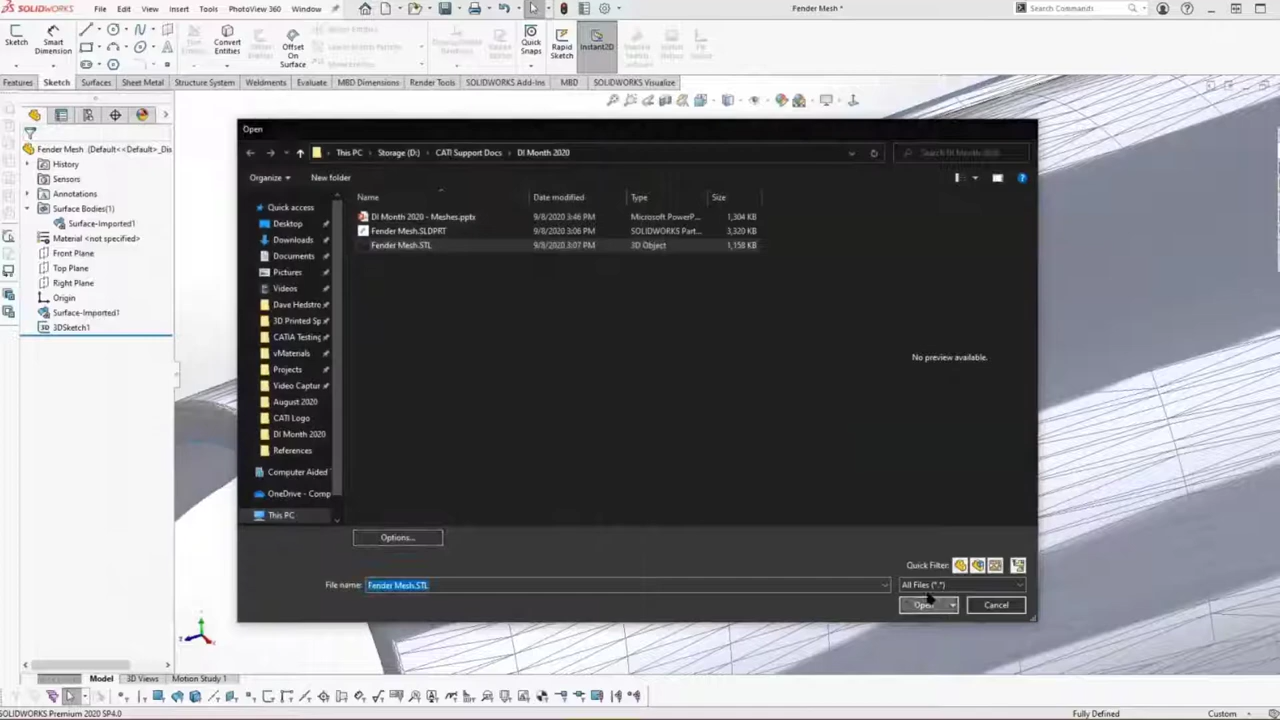 SOLIDWORKS File Edit View Insert Tools PhotoView 360 Window Fender Mesh * Search Commands
Sketch Smart Dimension Convert Entities Offset On Surface Quick Snaps Rapid Sketch Instant2D
Features Sketch Surfaces Sheet Metal Structure System Weldments Evaluate MBD Dimensions Render Tools SOLIDWORKS Add-Ins MBD SOLIDWORKS Visualize
Fender Mesh (Default<<Default>_Dis
History
Sensors
Annotations
Surface Bodies(1)
Surface-Imported1
Material <not specified>
Front Plane
Top Plane
Right Plane
Origin
Surface-Imported1
3DSketch1
Open
This PC Storage (D:) CATI Support Docs DI Month 2020 Search DI Month 2020
Organize New folder
Name Date modified Type Size
DI Month 2020 - Meshes.pptx 9/8/2020 3:46 PM Microsoft PowerP... 1,304 KB
Fender Mesh.SLDPRT 9/8/2020 3:06 PM SOLIDWORKS Part... 3,320 KB
Fender Mesh.STL 9/8/2020 3:07 PM 3D Object 1,158 KB
Quick access
Desktop
Downloads
Documents
Pictures
Videos
Dave Hedstro
3D Printed Sp
CATIA Testing
vMaterials
Projects
Video Captur
August 2020
CATI Logo
DI Month 2020
References
Computer Aided
OneDrive - Comp
This PC
No preview available.
Options...
Quick Filter:
File name: Fender Mesh.STL All Files (*.*)
Open Cancel
Model 3D Views Motion Study 1
SOLIDWORKS Premium 2020 SP4.0 Fully Defined Custom